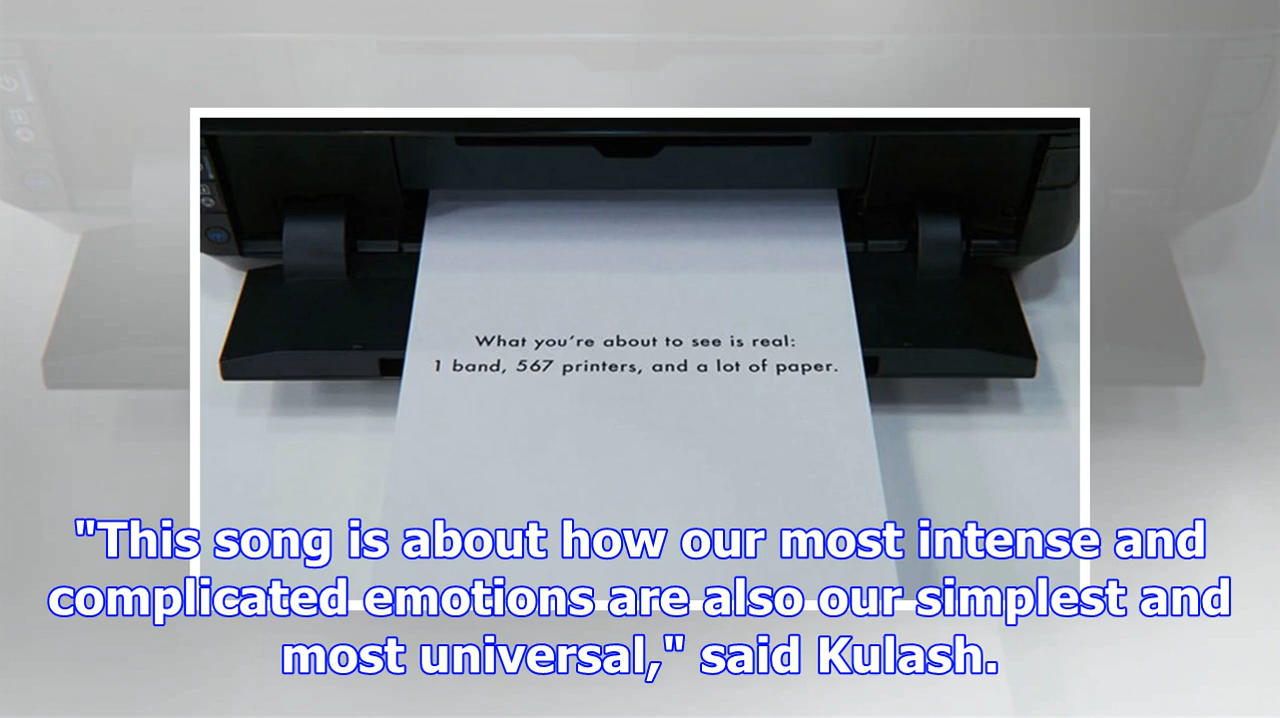 What you're about to see is real:
1 band, 567 printers, and a lot of paper.
"This song is about how our most intense and
complicated emotions are also our simplest and
most universal," said Kulash.